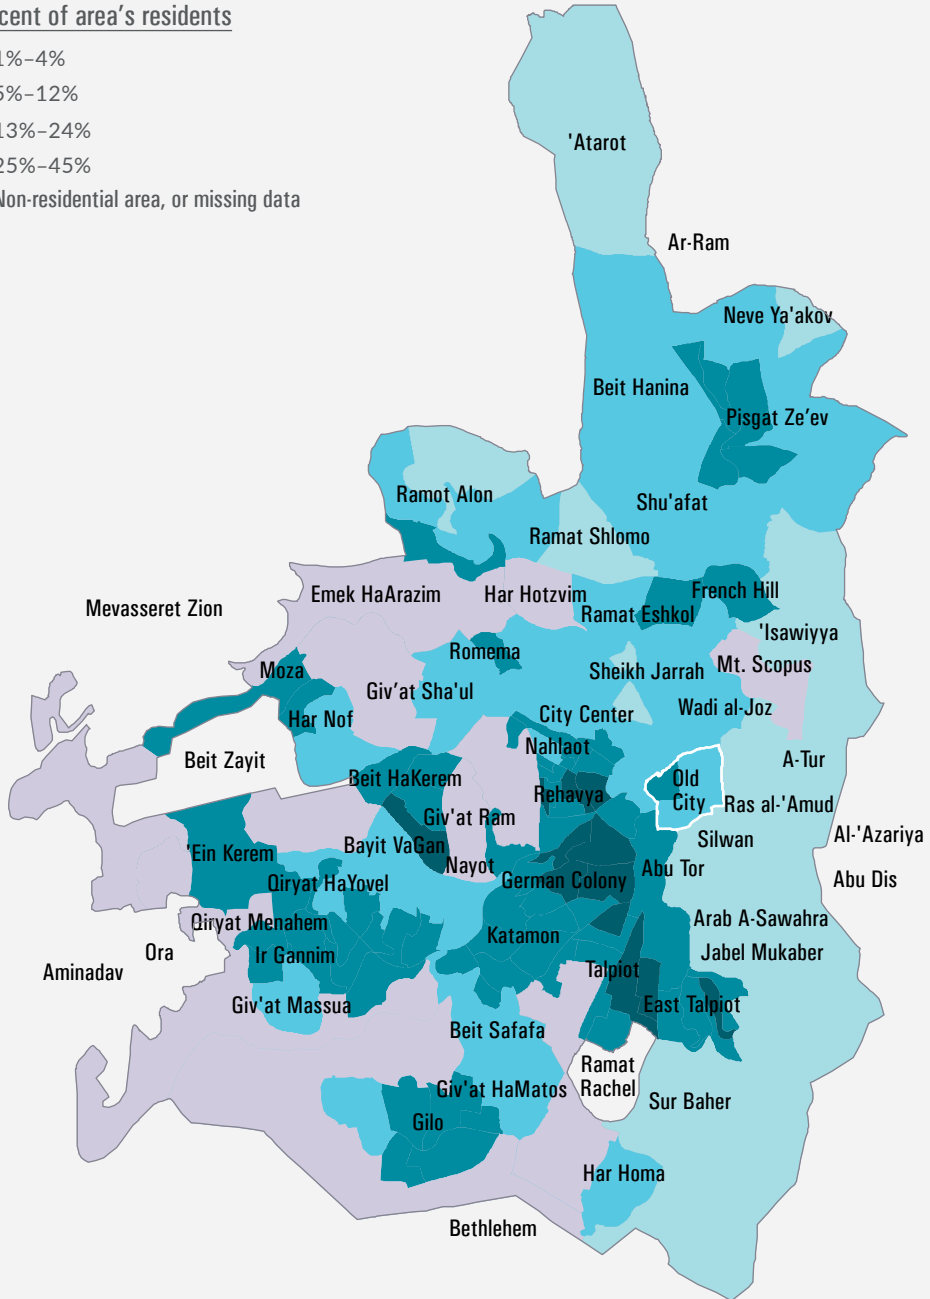 cent of area's residents
1%–4%
5%–12%
13%–24%
25%–45%
Non-residential area, or missing data
'Atarot
Ar-Ram
Neve Ya'akov
Beit Hanina
Pisgat Ze'ev
Ramot Alon
Shu'afat
Ramat Shlomo
French Hill
Emek HaArazim
Har Hotzvim
Mevasseret Zion
Ramat Eshkol
'Isawiyya
Romema
Sheikh Jarrah
Mt. Scopus
Moza
Giv'at Sha'ul
Har Nof
City Center
Wadi al-Joz
Nahlaot
Beit Zayit
A-Tur
Beit HaKerem
Old
City
Rehavya
Ras al-'Amud
Giv'at Ram
Al-'Azariya
Silwan
Bayit VaGan
'Ein Kerem
Nayot
Abu Tor
Abu Dis
German Colony
Qiryat HaYovel
Qiryat Menahem
Arab A-Sawahra
Katamon
Ora
Ir Gannim
Jabel Mukaber
Aminadav
Talpiot
Giv'at Massua
East Talpiot
Beit Safafa
Ramat
Rachel
Giv'at HaMatos
Sur Baher
Gilo
Har Homa
Bethlehem